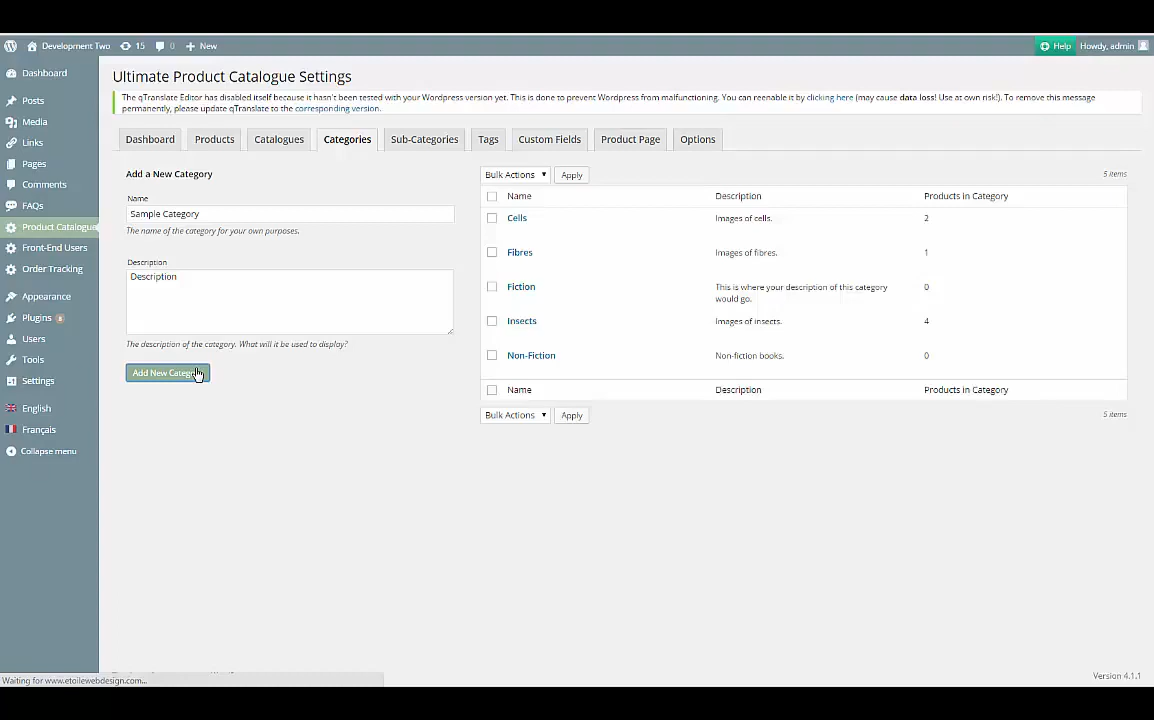 Development Two
15
0
New
Help
Howdy, admin
Dashboard
Posts
Media
Links
Pages
Comments
FAQs
Product Catalogue
Front-End Users
Order Tracking
Appearance
Plugins 8
Users
Tools
Settings
English
Français
Collapse menu
Ultimate Product Catalogue Settings
The qTranslate Editor has disabled itself because it hasn't been tested with your Wordpress version yet. This is done to prevent Wordpress from malfunctioning. You can reenable it by clicking here (may cause data loss! Use at own risk!). To remove this message
permanently, please update qTranslate to the corresponding version.
Dashboard
Products
Catalogues
Categories
Sub-Categories
Tags
Custom Fields
Product Page
Options
Add a New Category
Name
Sample Category
The name of the category for your own purposes.
Description
Description
The description of the category. What will it be used to display?
Add New Category
Bulk Actions
Apply
5 items
Name Description Products in Category
Cells Images of cells. 2
Fibres Images of fibres. 1
Fiction This is where your description of this category 0
would go.
Insects Images of insects. 4
Non-Fiction Non-fiction books. 0
Name Description Products in Category
Bulk Actions
Apply
5 items
Version 4.1.1
Waiting for www.etoilewebdesign.com...